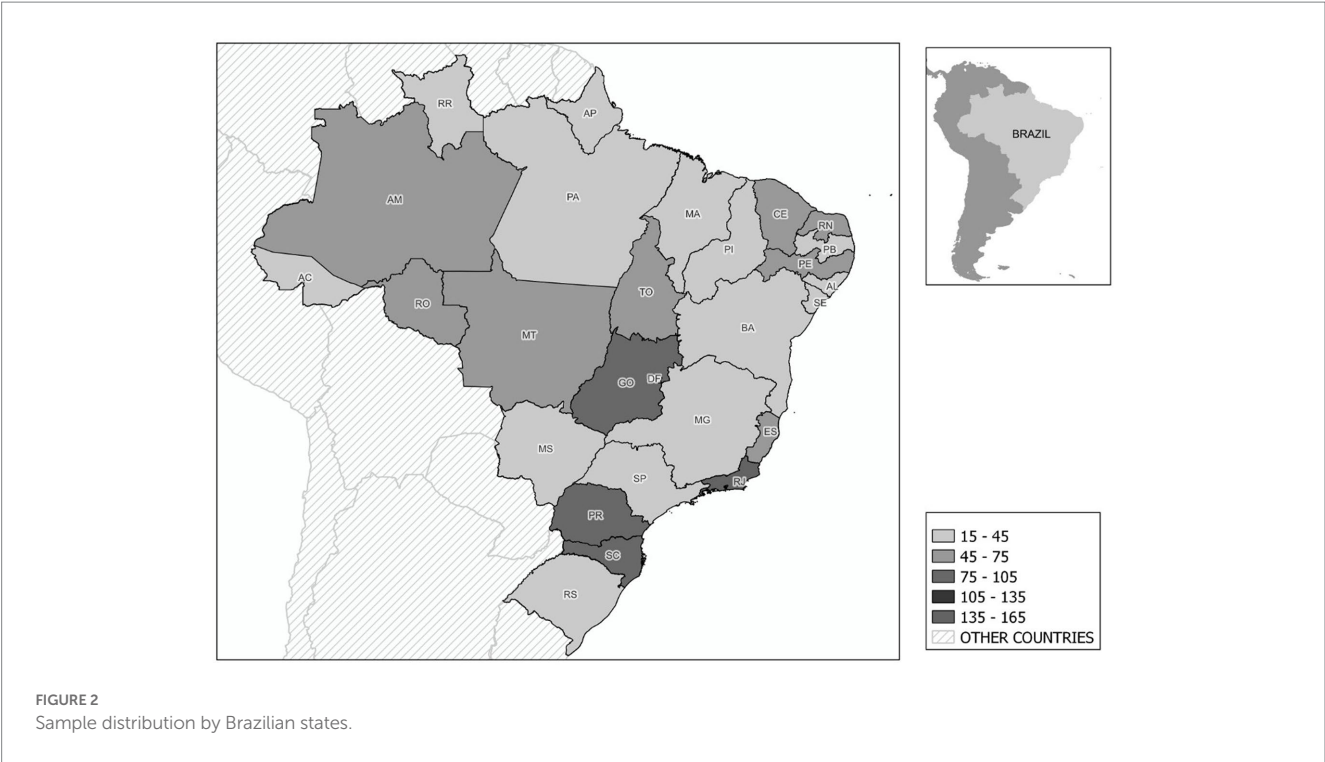 RR
AP
AM
PA
MA
CE
RN
PI
PB
PE
AC
AL
RO
TO
SE
BA
MT
GO
DF
MG
ES
MS
SP
RJ
PR
SC
RS
BRAZIL
15 - 45
45 - 75
75 - 105
105 - 135
135 - 165
OTHER COUNTRIES
FIGURE 2
Sample distribution by Brazilian states.